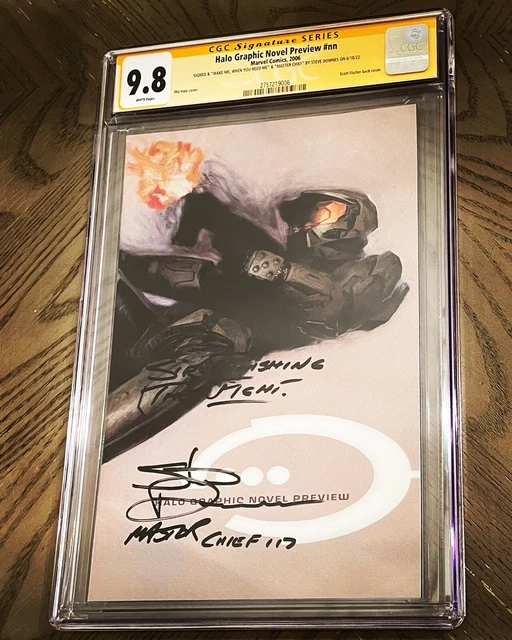 CGC Signature SERIES
Halo Graphic Novel Preview #nn
Marvel Comics, 2006
SIGNED & "WAKE ME, WHEN YOU NEED ME" & "MASTER CHIEF" BY STEVE DOWNES ON 6/18/22
9.8
WHITE Pages
Phil Hale cover
Scott Fischer back cover
2757219006
CGC
FIGHT.
HALO GRAPHIC NOVEL PREVIEW
MASTER CHIEF 117